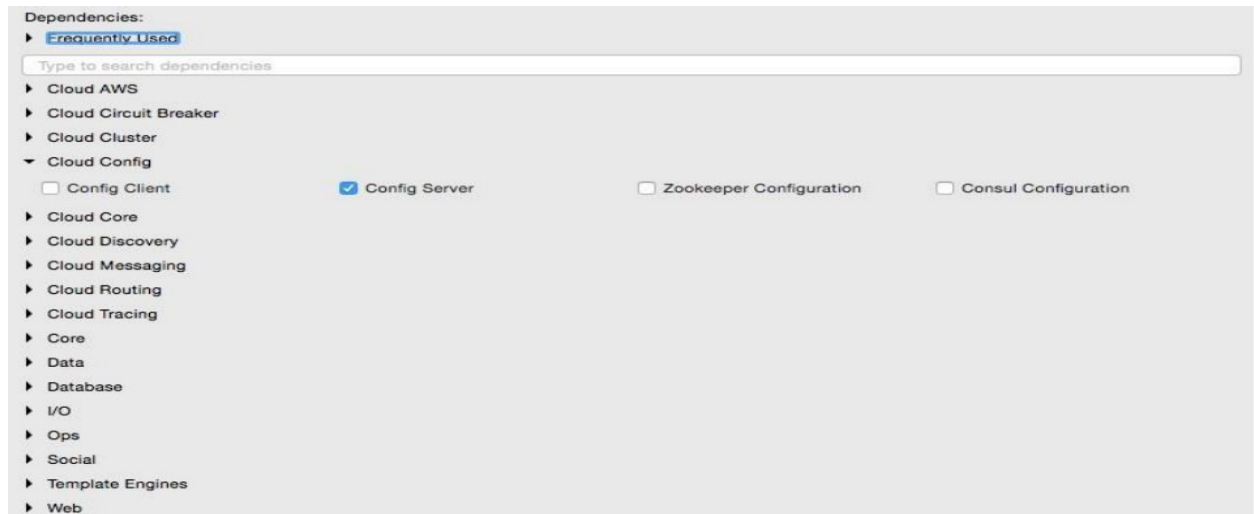 Dependencies:
Frequently Used
Type to search dependencies
Cloud AWS
Cloud Circuit Breaker
Cloud Cluster
Cloud Config
Config Client Config Server Zookeeper Configuration Consul Configuration
Cloud Core
Cloud Discovery
Cloud Messaging
Cloud Routing
Cloud Tracing
Core
Data
Database
I/O
Ops
Social
Template Engines
Web